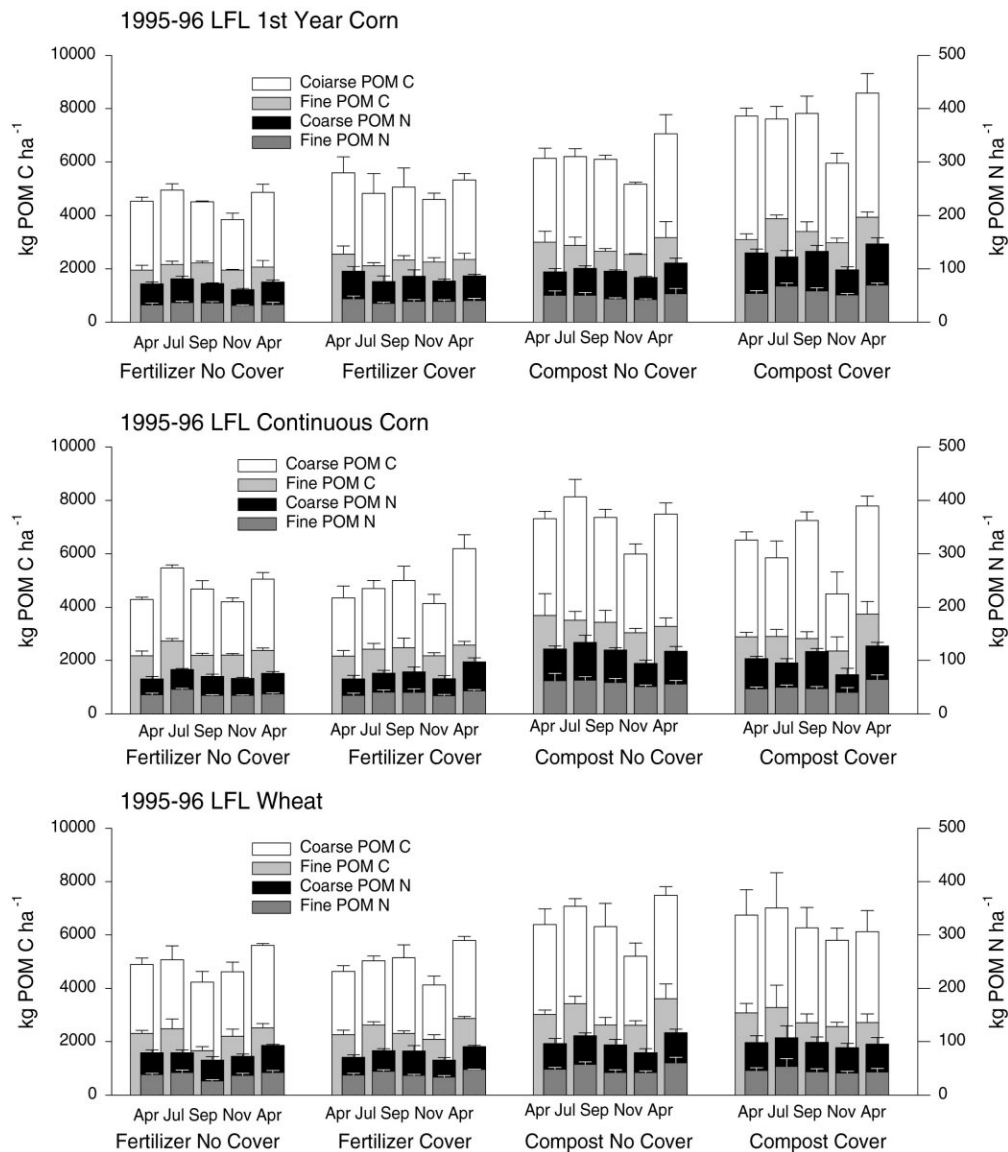 1995-96 LFL 1st Year Corn
10000 500
Coiarse POM C
Fine POM C
Coarse POM N
Fine POM N
8000 400
6000 300
4000 200
2000 100
0 0
kg POM C ha -1
kg POM N ha -1
Apr Jul Sep Nov Apr Apr Jul Sep Nov Apr Apr Jul Sep Nov Apr Apr Jul Sep Nov Apr
Fertilizer No Cover Fertilizer Cover Compost No Cover Compost Cover
1995-96 LFL Continuous Corn
10000 500
Coarse POM C
Fine POM C
Coarse POM N
Fine POM N
8000 400
6000 300
4000 200
2000 100
0 0
kg POM C ha -1
kg POM N ha -1
Apr Jul Sep Nov Apr Apr Jul Sep Nov Apr Apr Jul Sep Nov Apr Apr Jul Sep Nov Apr
Fertilizer No Cover Fertilizer Cover Compost No Cover Compost Cover
1995-96 LFL Wheat
10000 500
Coarse POM C
Fine POM C
Coarse POM N
Fine POM N
8000 400
6000 300
4000 200
2000 100
0 0
kg POM C ha -1
kg POM N ha -1
Apr Jul Sep Nov Apr Apr Jul Sep Nov Apr Apr Jul Sep Nov Apr Apr Jul Sep Nov Apr
Fertilizer No Cover Fertilizer Cover Compost No Cover Compost Cover